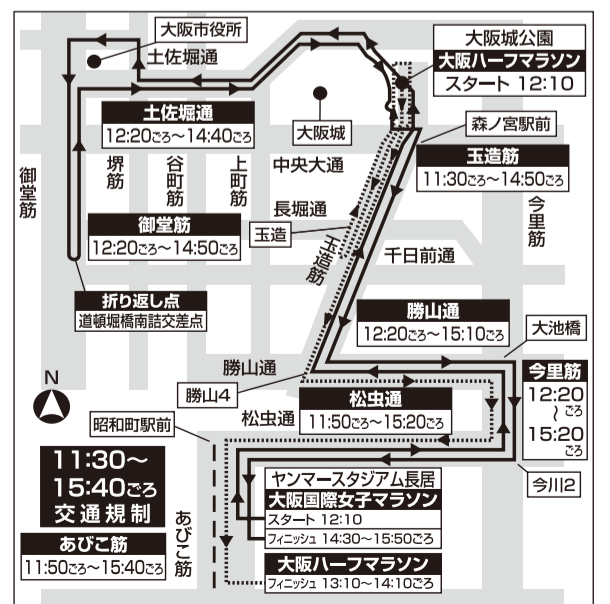 大阪市役所
土佐堀通
大阪城公園
大阪ハーフマラソン
スタート 12:10
土佐堀通
12:20ごろ〜14:40ごろ
大阪城
森ノ宮駅前
御堂筋
堺筋
谷町筋
上町筋
中央大通
玉造筋
11:30ごろ〜14:50ごろ
長堀通
今里筋
御堂筋
12:20ごろ〜14:50ごろ
玉造
玉造筋
千日前通
折り返し点
道頓堀橋南詰交差点
勝山通
12:20ごろ〜15:10ごろ
大池橋
N
勝山通
勝山4
今里筋
12:20
〜ごろ
15:20
ごろ
松虫通
11:50ごろ〜15:20ごろ
松虫通
昭和町駅前
11:30〜
15:40ごろ
交通規制
今川2
ヤンマースタジアム長居
大阪国際女子マラソン
スタート 12:10
フィニッシュ 14:30〜15:50ごろ
あびこ筋
あびこ筋
11:50ごろ〜15:40ごろ
大阪ハーフマラソン
フィニッシュ 13:10〜14:10ごろ